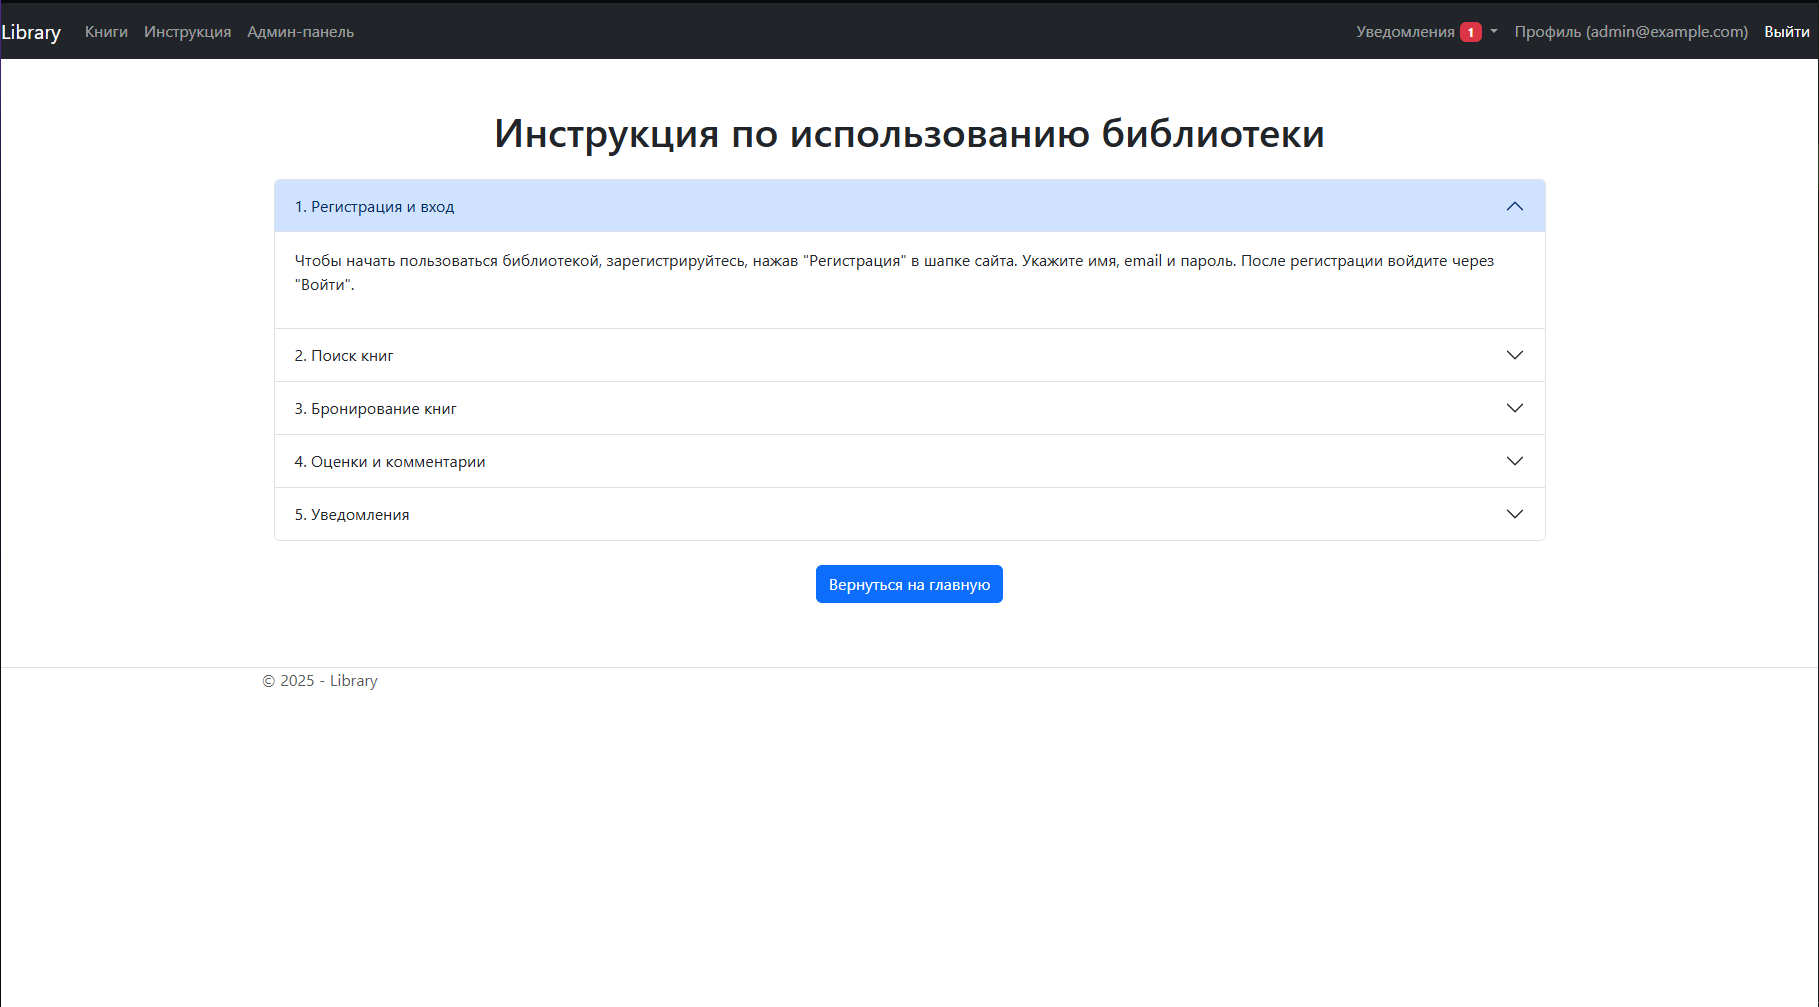 Library Книги Инструкция Админ-панель Уведомления 1 Профиль (admin@example.com) Выйти
Инструкция по использованию библиотеки
1. Регистрация и вход
Чтобы начать пользоваться библиотекой, зарегистрируйтесь, нажав "Регистрация" в шапке сайта. Укажите имя, email и пароль. После регистрации войдите через
"Войти".
2. Поиск книг
3. Бронирование книг
4. Оценки и комментарии
5. Уведомления
Вернуться на главную
© 2025 - Library